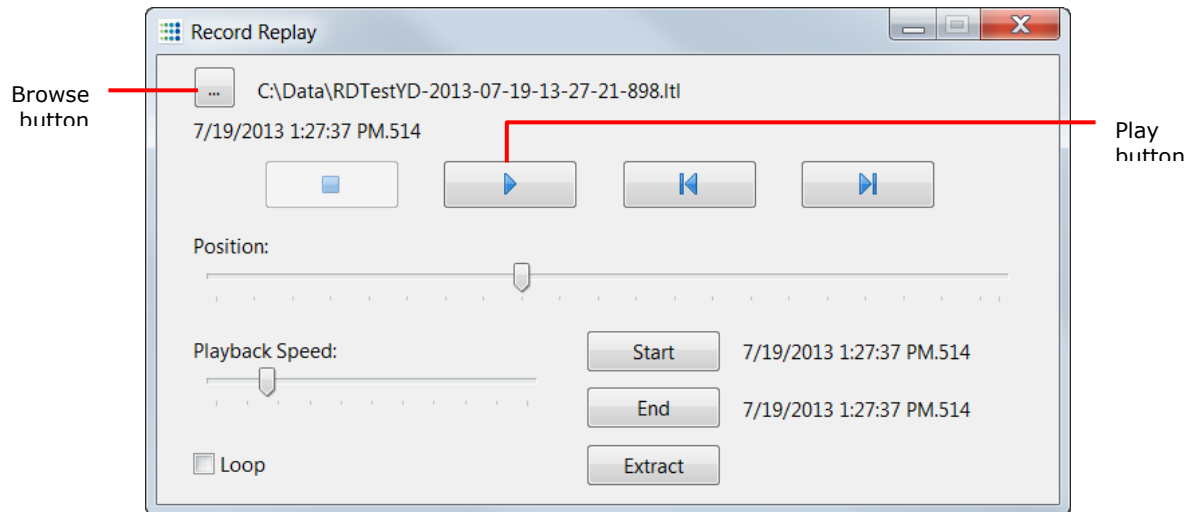 Record Replay
Browse
button
...
C:\Data\RDTestYD-2013-07-19-13-27-21-898.ltl
7/19/2013 1:27:37 PM.514
Play
button
Position:
Playback Speed:
Start 7/19/2013 1:27:37 PM.514
End 7/19/2013 1:27:37 PM.514
Loop
Extract